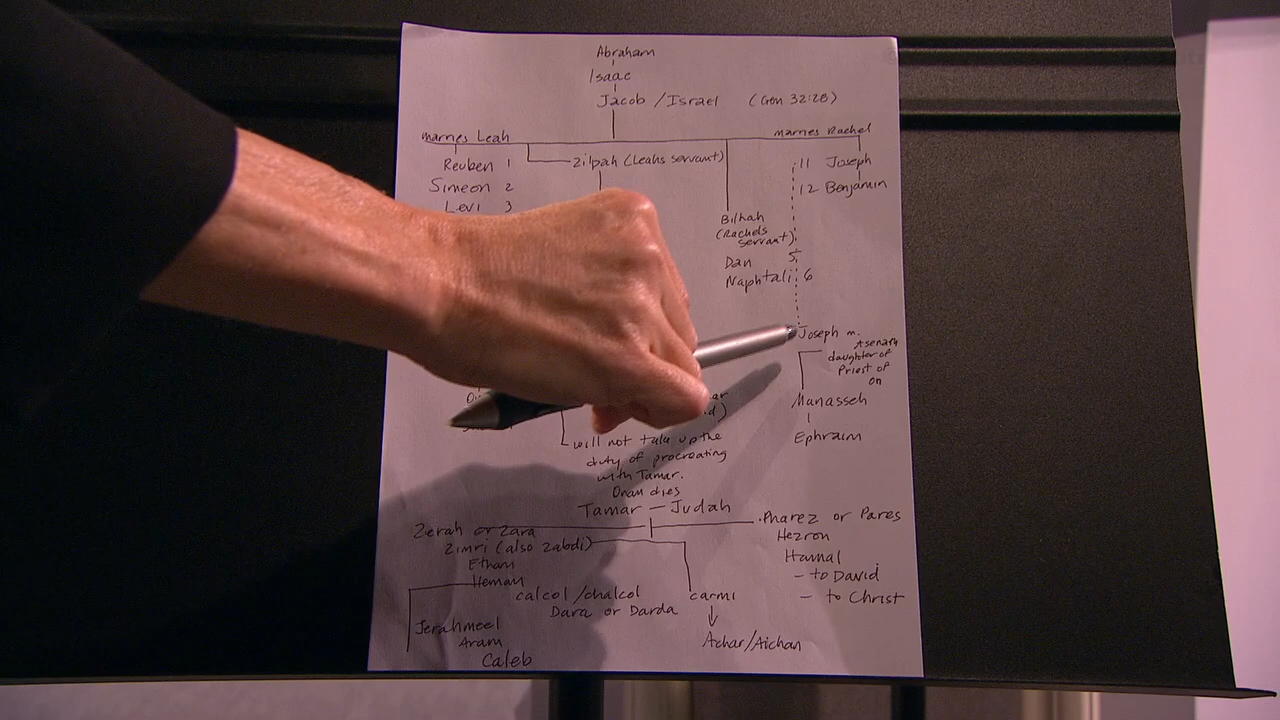 Abraham
Isaac
Jacob / Israel (Gen 32:28)
marries Leah
marries Rachel
Reuben 1
Zilpah (Leahs servant)
11 Joseph
Simeon 2
12 Benjamin
Levi 3
Bilhah
(Rachels
servant)
Dan 5
Naphtali 6
Joseph m.
Asenath
daughter of
Priest of
on
Manasseh
Ephraim
will not take up the
duty of procreating
with Tamar.
Onan dies
Tamar — Judah
Zerah or Zara
Pharez or Pares
Zimri (also Zabdi)
Hezron
Ethan
Hamal
Heman
- to David
calcol / chalcol
carmi
- to Christ
Dara or Darda
Jerahmeel
Aram
Achar/Aichan
Caleb